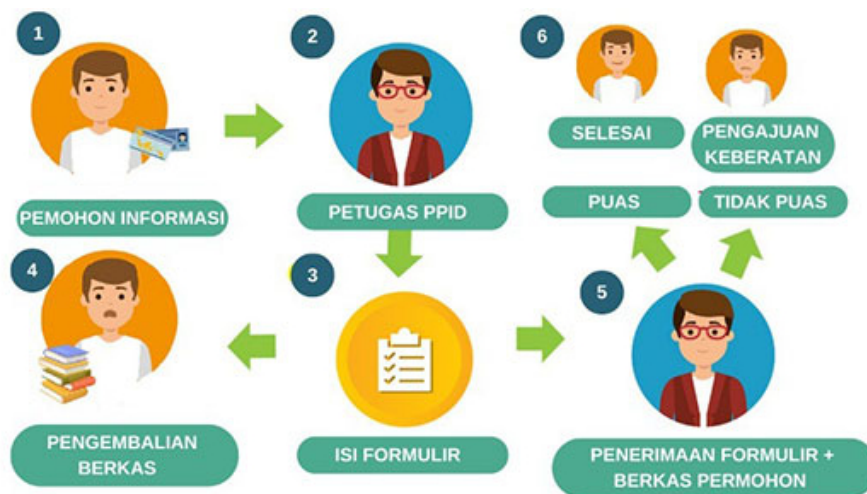 1
PEMOHON INFORMASI
2
PETUGAS PPID
3
ISI FORMULIR
4
PENGEMBALIAN
BERKAS
5
PENERIMAAN FORMULIR +
BERKAS PERMOHON
6
SELESAI
PENGAJUAN
KEBERATAN
PUAS
TIDAK PUAS